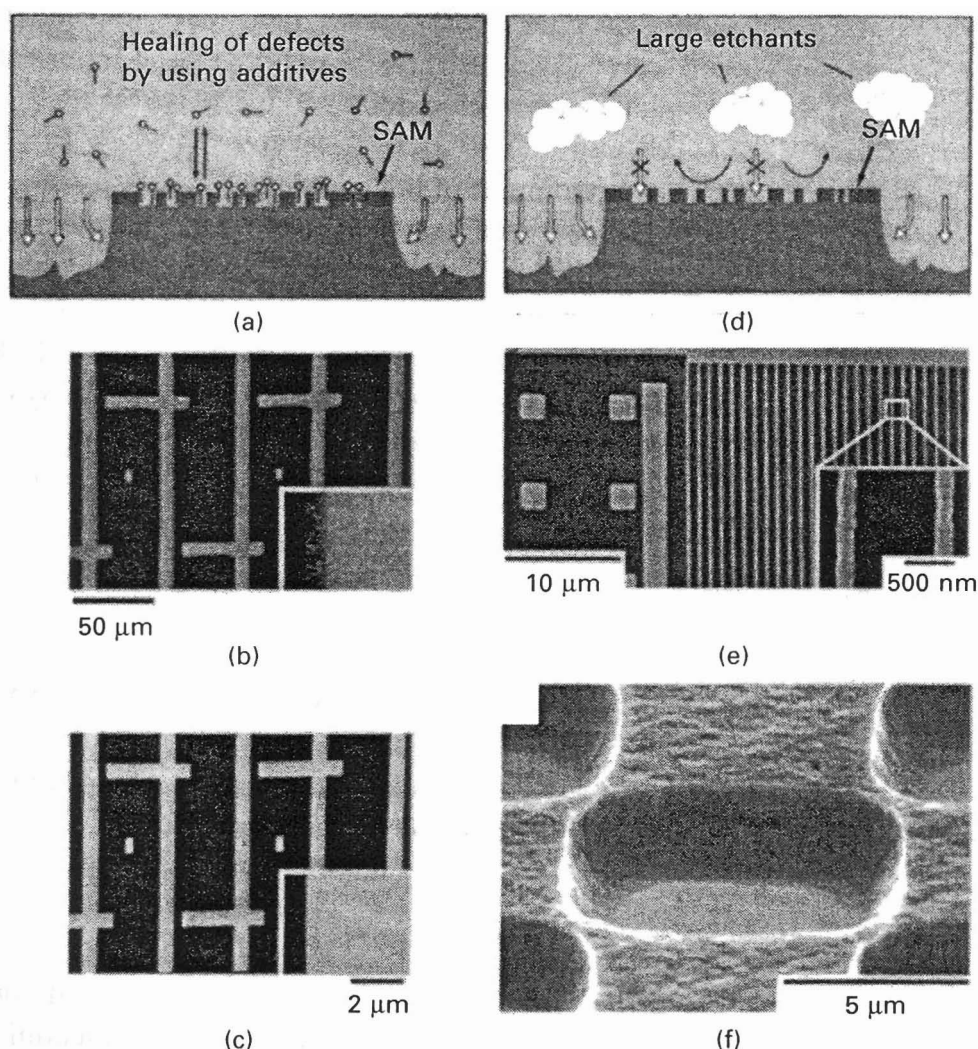 Healing of defects
by using additives
SAM
(a)
Large etchants
SAM
(d)
50 μm
(b)
10 μm
500 nm
(e)
2 μm
(c)
5 μm
(f)